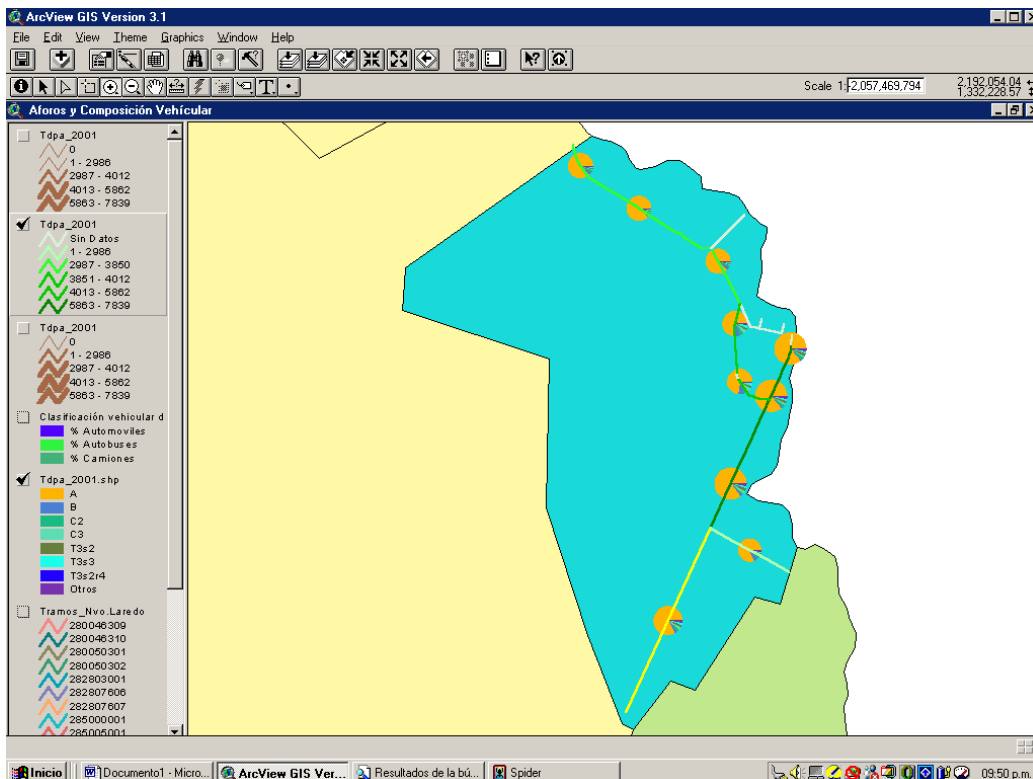 ArcView GIS Version 3.1
File Edit View Theme Graphics Window Help
Scale 1: -2,057,469,794
2,192,054.04
1,332,228.57
Aforos y Composición Vehícular
Tdpa_2001
0
1 - 2986
2987 - 4012
4013 - 5862
5863 - 7839
Tdpa_2001
Sin Datos
1 - 2986
2987 - 3850
3851 - 4012
4013 - 5862
5863 - 7839
Tdpa_2001
0
1 - 2986
2987 - 4012
4013 - 5862
5863 - 7839
Clasificación vehicular d
% Automoviles
% Autobuses
% Camiones
Tdpa_2001.shp
A
B
C2
C3
T3s2
T3s3
T3s2r4
Otros
Tramos_Nvo.Laredo
280046309
280046310
280050301
280050302
282803001
282807606
282807607
285000001
285005001
Inicio
Documento1 - Micro...
ArcView GIS Ver...
Resultados de la bú...
Spider
09:50 p.m.